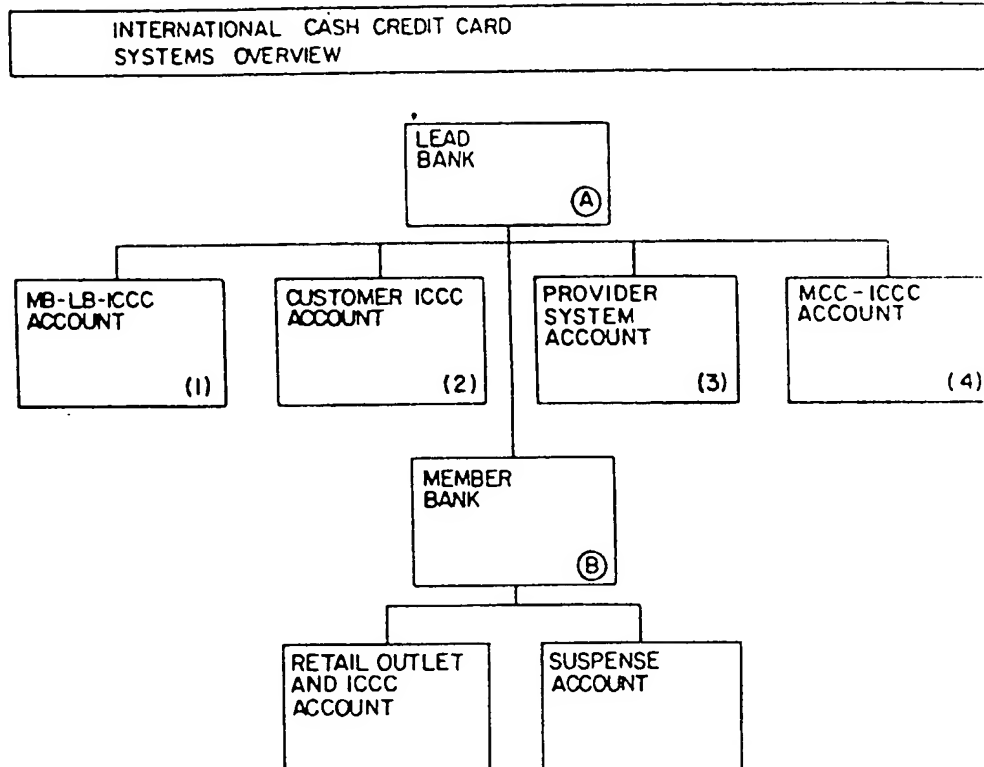 INTERNATIONAL CASH CREDIT CARD
SYSTEMS OVERVIEW
LEAD
BANK
A
MB-LB-ICCC
ACCOUNT
(1)
CUSTOMER ICCC
ACCOUNT
(2)
PROVIDER
SYSTEM
ACCOUNT
(3)
MCC-ICCC
ACCOUNT
(4)
MEMBER
BANK
B
RETAIL OUTLET
AND ICCC
ACCOUNT
SUSPENSE
ACCOUNT